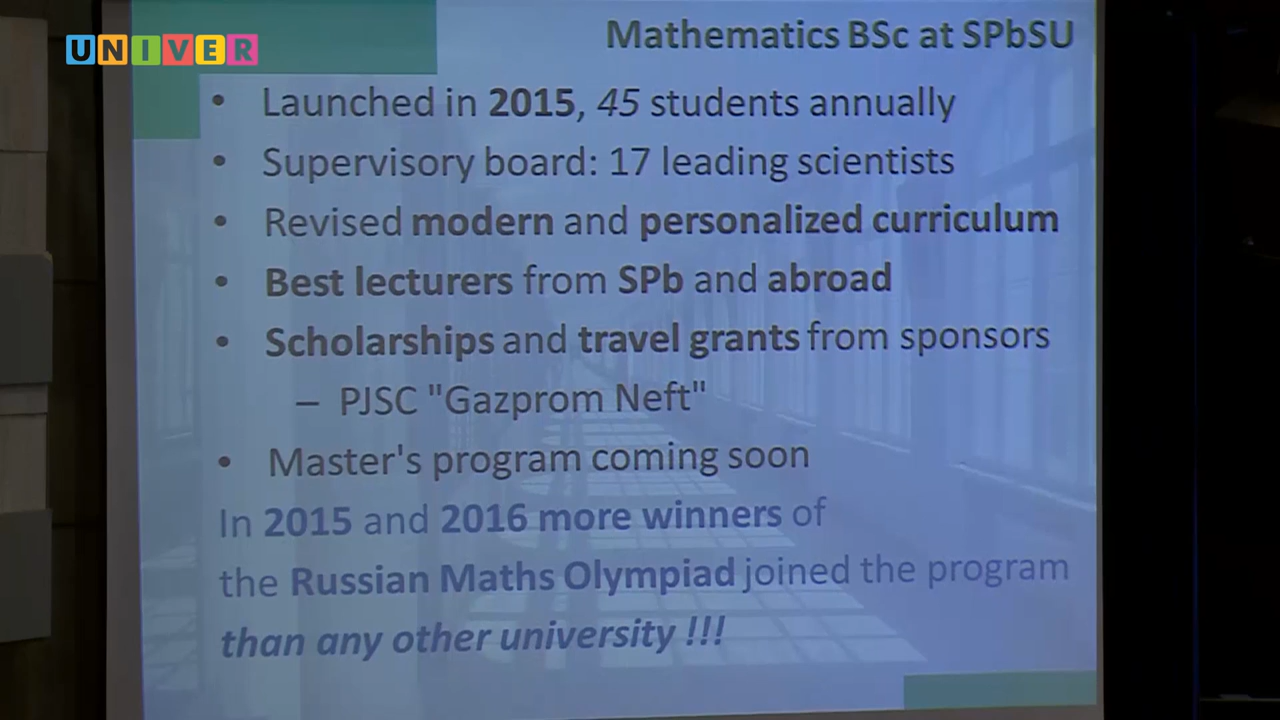 UNIVER
Mathematics BSc at SPbSU
• Launched in 2015, 45 students annually
• Supervisory board: 17 leading scientists
• Revised modern and personalized curriculum
• Best lecturers from SPb and abroad
• Scholarships and travel grants from sponsors
– PJSC "Gazprom Neft"
• Master's program coming soon
In 2015 and 2016 more winners of
the Russian Maths Olympiad joined the program
than any other university !!!